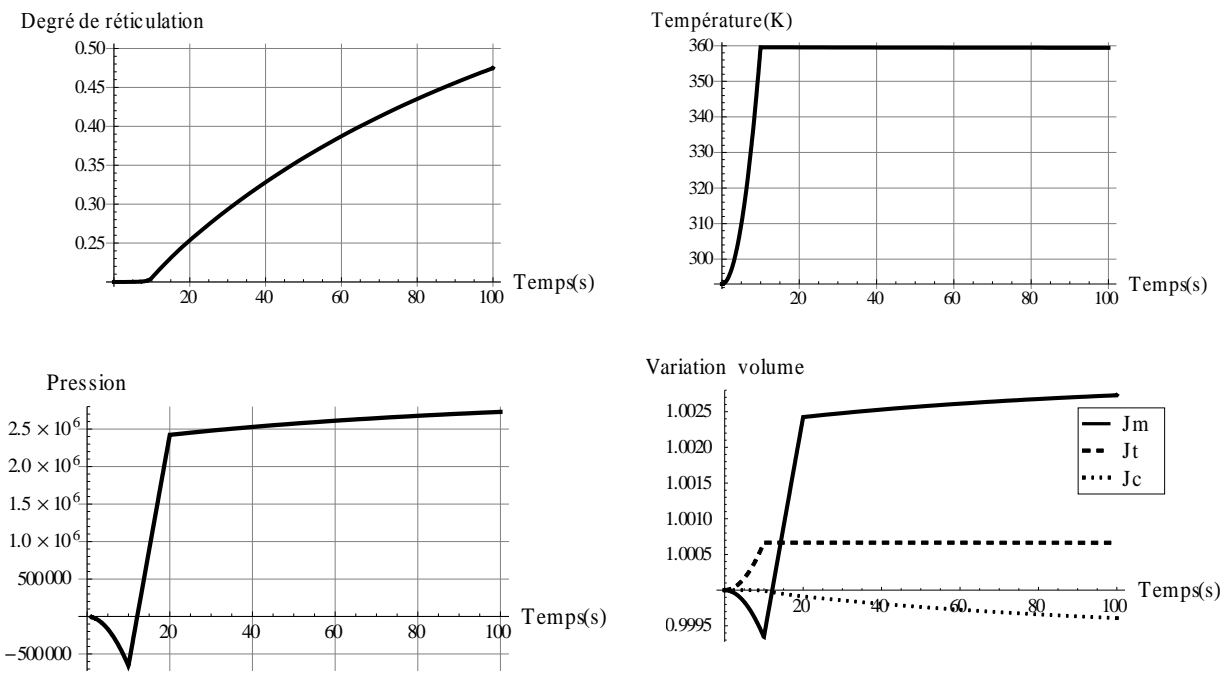 Degré de réticulation
0.50
0.45
0.40
0.35
0.30
0.25
20 40 60 80 100
Temps(s)
Température(K)
360
350
340
330
320
310
300
20 40 60 80 100
Temps(s)
Pression
2.5 × 10^6
2.0 × 10^6
1.5 × 10^6
1.0 × 10^6
500000
−500000
20 40 60 80 100
Temps(s)
Variation volume
1.0025
1.0020
1.0015
1.0010
1.0005
0.9995
20 40 60 80 100
Temps(s)
Jm
Jt
Jc